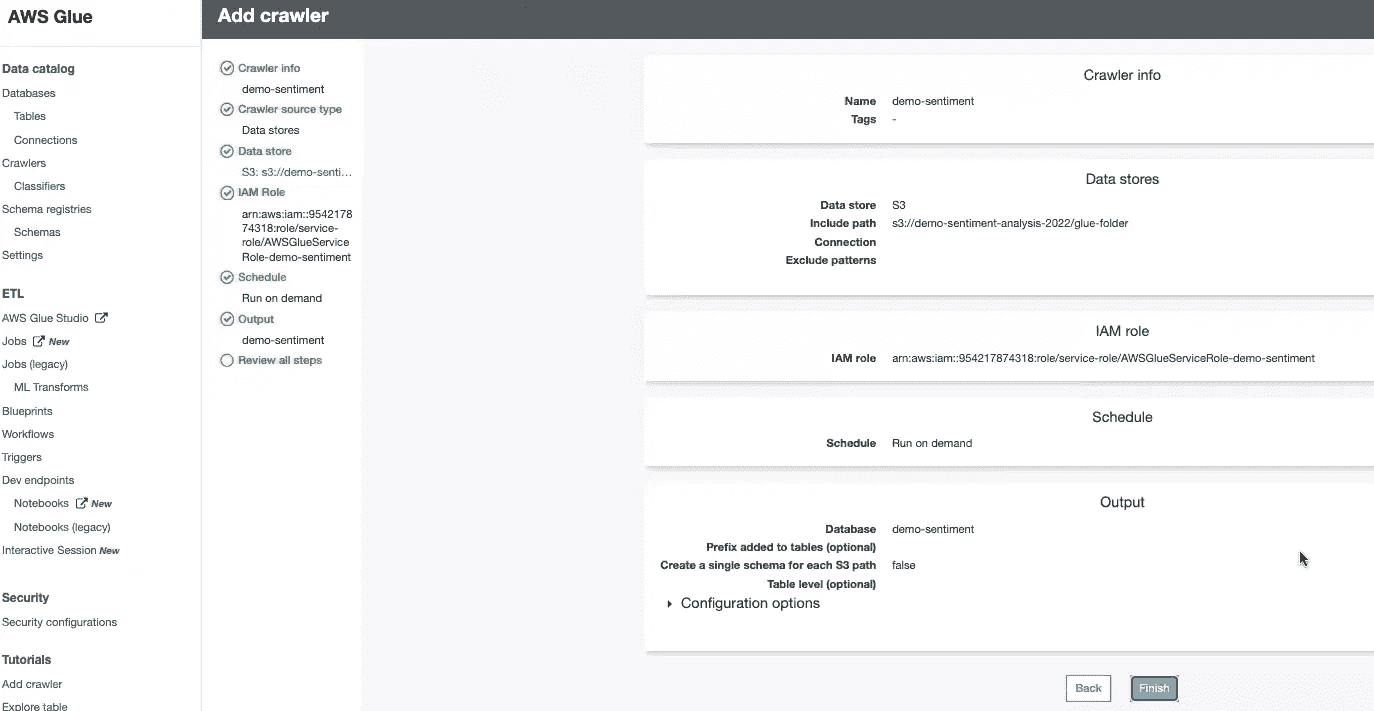 AWS Glue
Data catalog
Databases
Tables
Connections
Crawlers
Classifiers
Schema registries
Schemas
Settings
ETL
AWS Glue Studio
Jobs New
Jobs (legacy)
ML Transforms
Blueprints
Workflows
Triggers
Dev endpoints
Notebooks New
Notebooks (legacy)
Interactive Session New
Security
Security configurations
Tutorials
Add crawler
Explore table
Add crawler
Crawler info
demo-sentiment
Crawler source type
Data stores
Data store
S3: s3://demo-senti...
IAM Role
arn:aws:iam::9542178
74318:role/service-
role/AWSGlueService
Role-demo-sentiment
Schedule
Run on demand
Output
demo-sentiment
Review all steps
Crawler info
Name demo-sentiment
Tags -
Data stores
Data store S3
Include path s3://demo-sentiment-analysis-2022/glue-folder
Connection
Exclude patterns
IAM role
IAM role arn:aws:iam::954217874318:role/service-role/AWSGlueServiceRole-demo-sentiment
Schedule
Schedule Run on demand
Output
Database demo-sentiment
Prefix added to tables (optional)
Create a single schema for each S3 path false
Table level (optional)
Configuration options
Back Finish